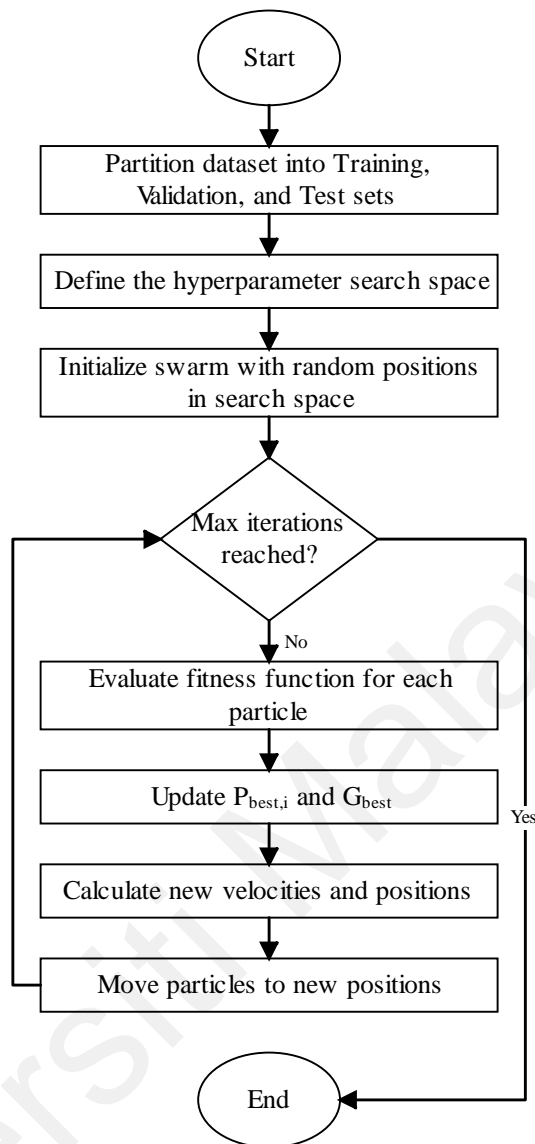 Start
Partition dataset into Training,
Validation, and Test sets
Define the hyperparameter search space
Initialize swarm with random positions
in search space
Max iterations
reached?
No
Evaluate fitness function for each
particle
Update Pbest,i and Gbest
Yes
Calculate new velocities and positions
Move particles to new positions
End
ersiti Malay